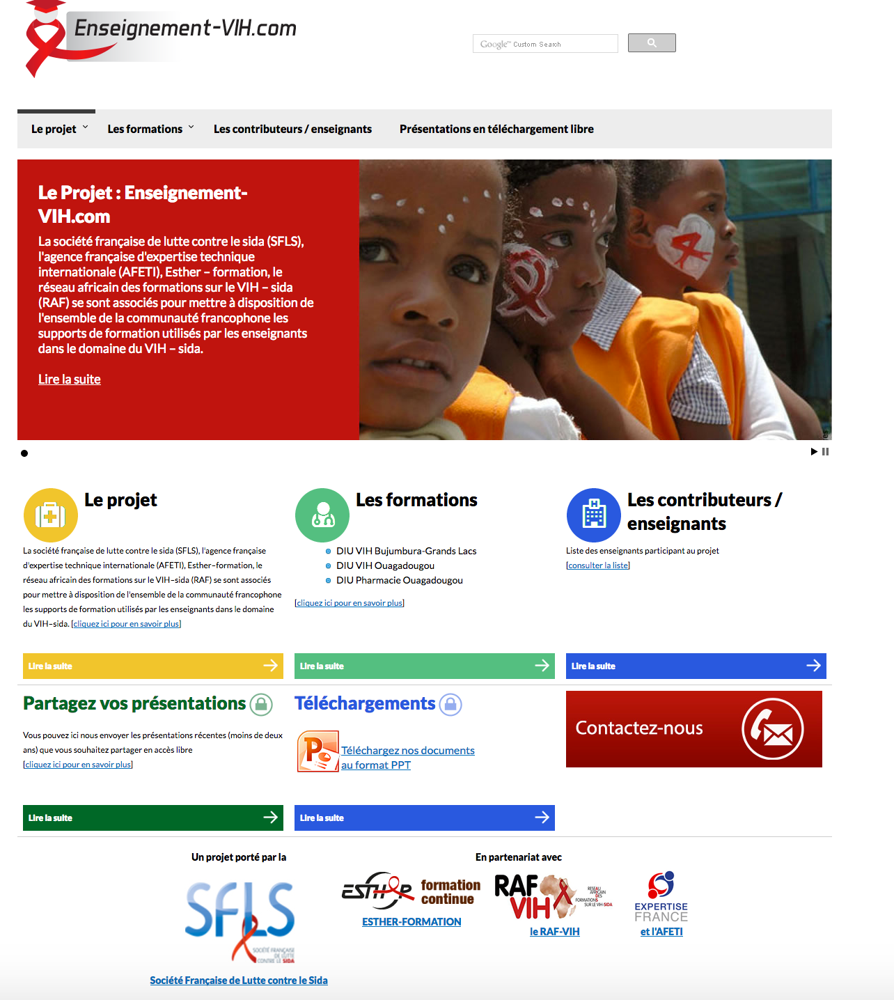 Enseignement-VIH.com
Google™ Custom Search
Le projet
Les formations
Les contributeurs / enseignants
Présentations en téléchargement libre
Le Projet : Enseignement-
VIH.com
La société française de lutte contre le sida (SFLS),
l'agence française d'expertise technique
internationale (AFETI), Esther – formation, le
réseau africain des formations sur le VIH – sida
(RAF) se sont associés pour mettre à disposition de
l'ensemble de la communauté francophone les
supports de formation utilisés par les enseignants
dans le domaine du VIH – sida.
Lire la suite
Le projet
La société française de lutte contre le sida (SFLS), l'agence française
d'expertise technique internationale (AFETI), Esther–formation, le
réseau africain des formations sur le VIH–sida (RAF) se sont associés
pour mettre à disposition de l'ensemble de la communauté francophone
les supports de formation utilisés par les enseignants dans le domaine
du VIH–sida. [cliquez ici pour en savoir plus]
Lire la suite
Les formations
DIU VIH Bujumbura-Grands Lacs
DIU VIH Ouagadougou
DIU Pharmacie Ouagadougou
[cliquez ici pour en savoir plus]
Lire la suite
Les contributeurs /
enseignants
Liste des enseignants participant au projet
[consulter la liste]
Lire la suite
Partagez vos présentations
Vous pouvez ici nous envoyer les présentations récentes (moins de deux
ans) que vous souhaitez partager en accès libre
[cliquez ici pour en savoir plus]
Lire la suite
Téléchargements
Téléchargez nos documents
au format PPT
Lire la suite
Contactez-nous
Un projet porté par la
SFLS
SOCIÉTÉ FRANÇAISE
DE LUTTE
CONTRE LE SIDA
Société Française de Lutte contre le Sida
En partenariat avec
ESTHER
formation
continue
ESTHER-FORMATION
RAF
VIH
RESEAU
AFRICAIN
DES
FORMATIONS
SUR LE VIH-SIDA
le RAF-VIH
EXPERTISE
FRANCE
et l'AFETI